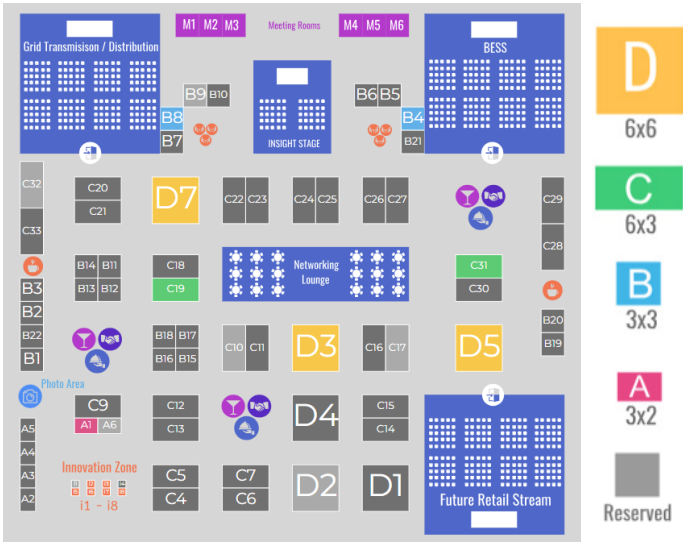 M1 M2 M3
Meeting Rooms
M4 M5 M6
Grid Transmisison / Distribution
BESS
INSIGHT STAGE
B9 B10
B8
B7
B6 B5
B4
B21
D
6x6
C
6x3
B
3x3
A
3x2
Reserved
C32
C33
C20
C21
D7
C22 C23
C24 C25
C26 C27
C29
C28
B14 B11
B13 B12
C18
C19
Networking
Lounge
C31
C30
B3
B2
B22
B1
B18 B17
B16 B15
C10 C11
D3
C16 C17
D5
B20
B19
Photo Area
C9
A1 A6
C12
C13
D4
C15
C14
A5
A4
A3
A2
Innovation Zone
i1 - i8
C5
C4
C7
C6
D2
D1
Future Retail Stream